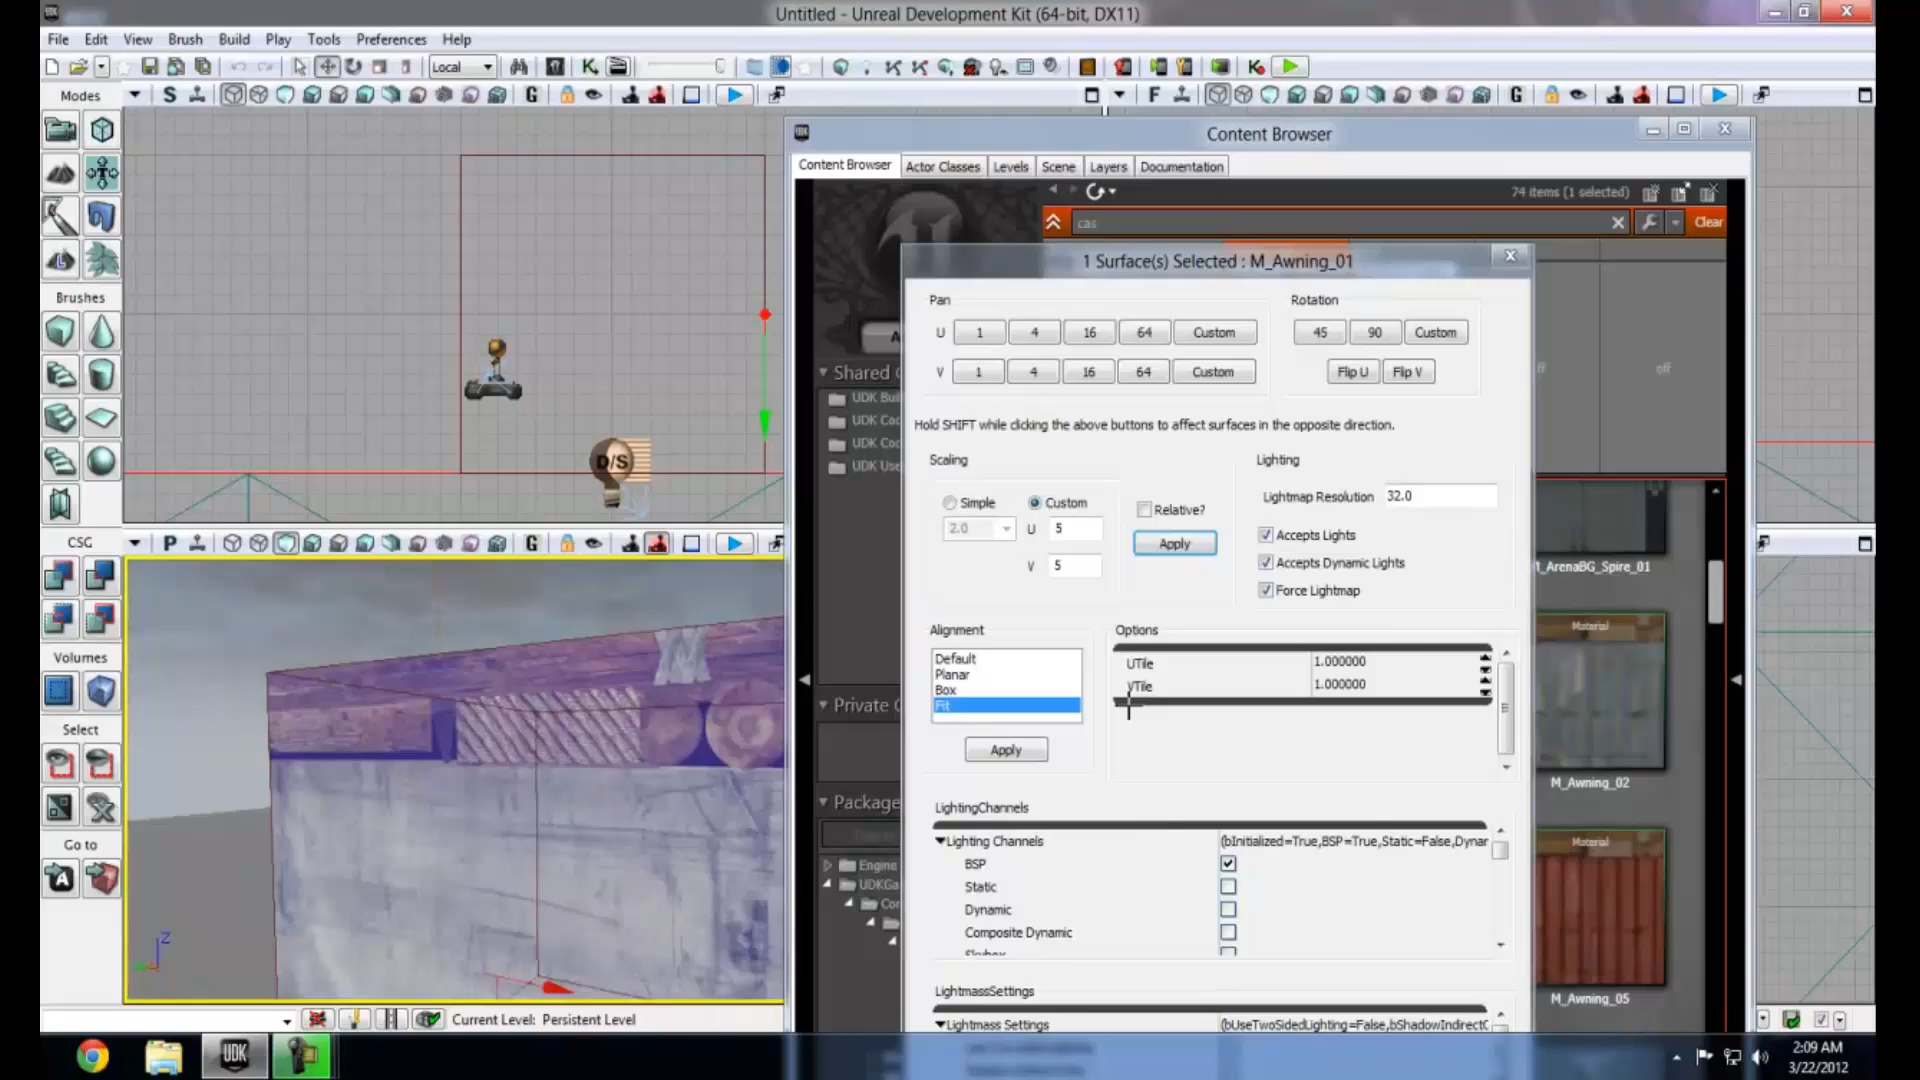 Untitled - Unreal Development Kit (64-bit, DX11)
File Edit View Brush Build Play Tools Preferences Help
Local
Modes
S G F G
Content Browser
Content Browser Actor Classes Levels Scene Layers Documentation
74 items (1 selected)
cas
Clear
1 Surface(s) Selected : M_Awning_01
Pan
Rotation
U 1 4 16 64 Custom
45 90 Custom
V 1 4 16 64 Custom
Flip U Flip V
Hold SHIFT while clicking the above buttons to affect surfaces in the opposite direction.
Scaling
Lighting
Simple
Custom
Relative?
2.0
U 5
V 5
Apply
Lightmap Resolution 32.0
Accepts Lights
Accepts Dynamic Lights
Force Lightmap
Alignment
Default
Planar
Box
Fit
Apply
Options
UTile 1.000000
VTile 1.000000
LightingChannels
Lighting Channels (bInitialized=True,BSP=True,Static=False,Dynar
BSP
Static
Dynamic
Composite Dynamic
Skybox
LightmassSettings
Lightmass Settings (bUseTwoSidedLighting=False,bShadowIndirectO
Shared
UDK Bui
UDK Coo
UDK Coo
UDK Use
Private
Package
Engine
UDKGa
Con
off
M_ArenaBG_Spire_01
Material
M_Awning_02
Material
M_Awning_05
Brushes
D/S
CSG
P G
Volumes
Select
Go to
Z
Current Level: Persistent Level
UDK
2:09 AM
3/22/2012